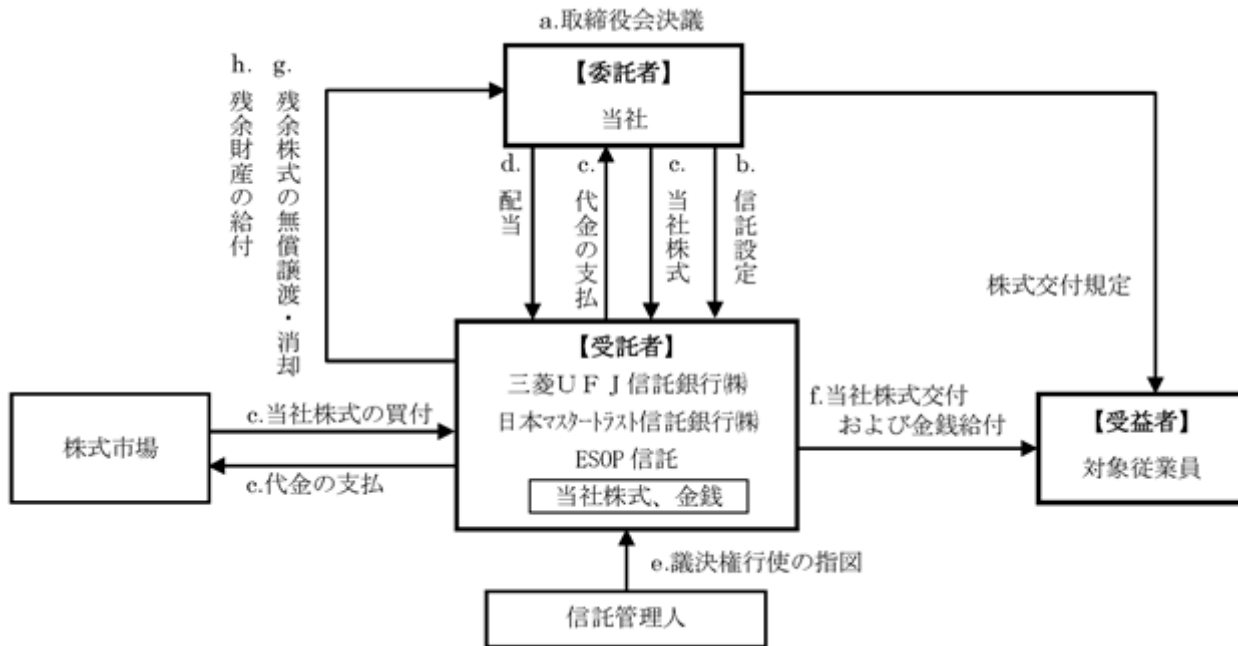 a.取締役会決議
【委託者】
当社
h. 残余財産の給付
g. 残余株式の無償譲渡・消却
d. 配当
c. 代金の支払
c. 当社株式
b. 信託設定
株式交付規定
【受託者】
三菱UFJ信託銀行㈱
日本マスタートラスト信託銀行㈱
ESOP信託
当社株式、金銭
株式市場
c.当社株式の買付
c.代金の支払
f.当社株式交付
および金銭給付
【受益者】
対象従業員
e.議決権行使の指図
信託管理人